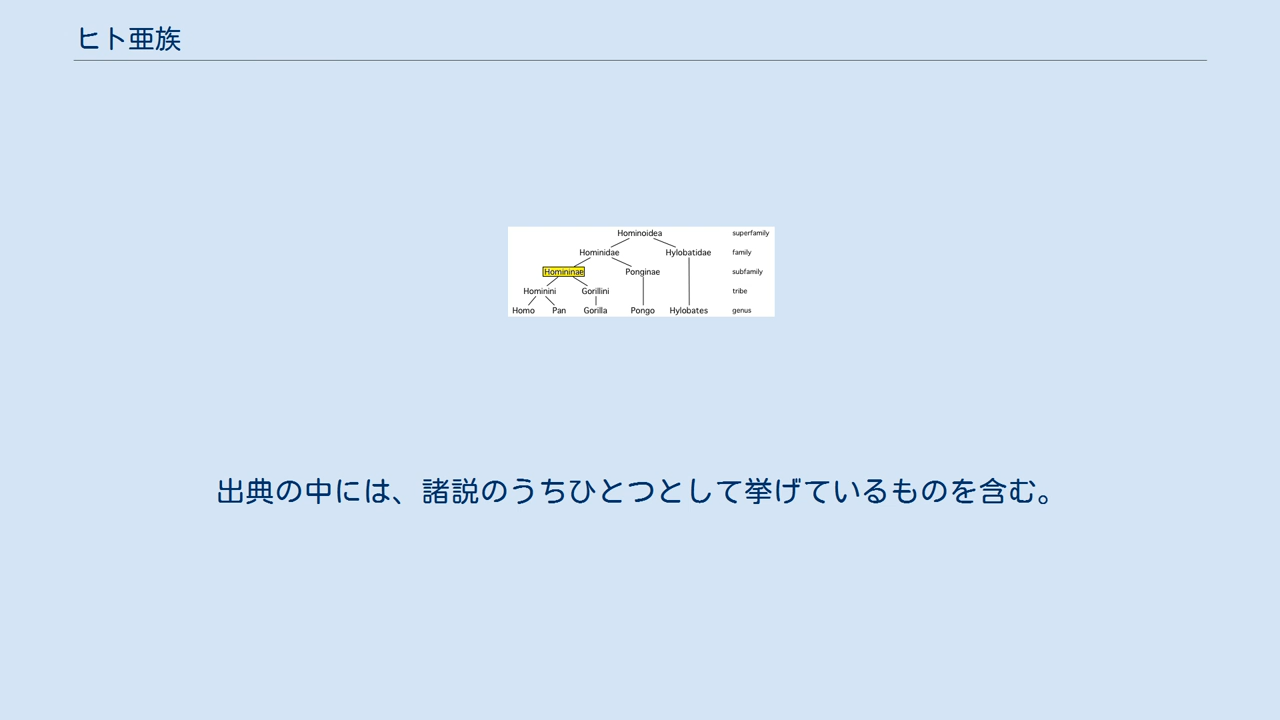 ヒト亜族
Hominoidea superfamily
Hominidae Hylobatidae family
Homininae Ponginae subfamily
Hominini Gorillini tribe
Homo Pan Gorilla Pongo Hylobates genus
出典の中には、諸説のうちひとつとして挙げているものを含む。